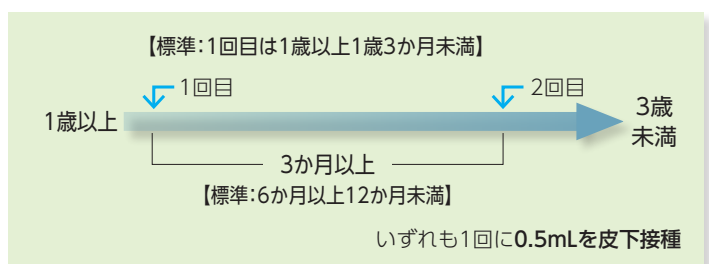 【標準:1回目は1歳以上1歳3か月未満】
1回目
2回目
1歳以上
3歳
未満
3か月以上
【標準:6か月以上12か月未満】
いずれも1回に0.5mLを皮下接種